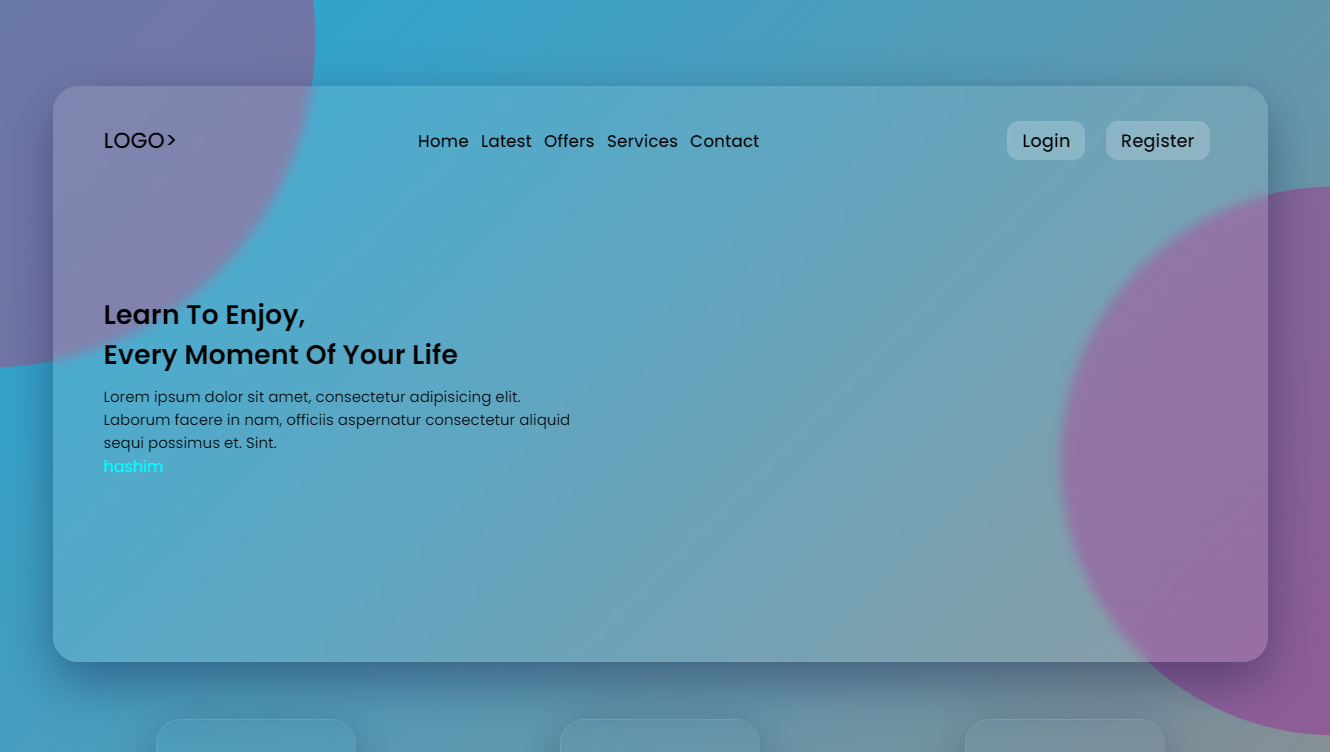 LOGO>
Home Latest Offers Services Contact
Login
Register
Learn To Enjoy,
Every Moment Of Your Life
Lorem ipsum dolor sit amet, consectetur adipisicing elit.
Laborum facere in nam, officiis aspernatur consectetur aliquid
sequi possimus et. Sint.
hashim